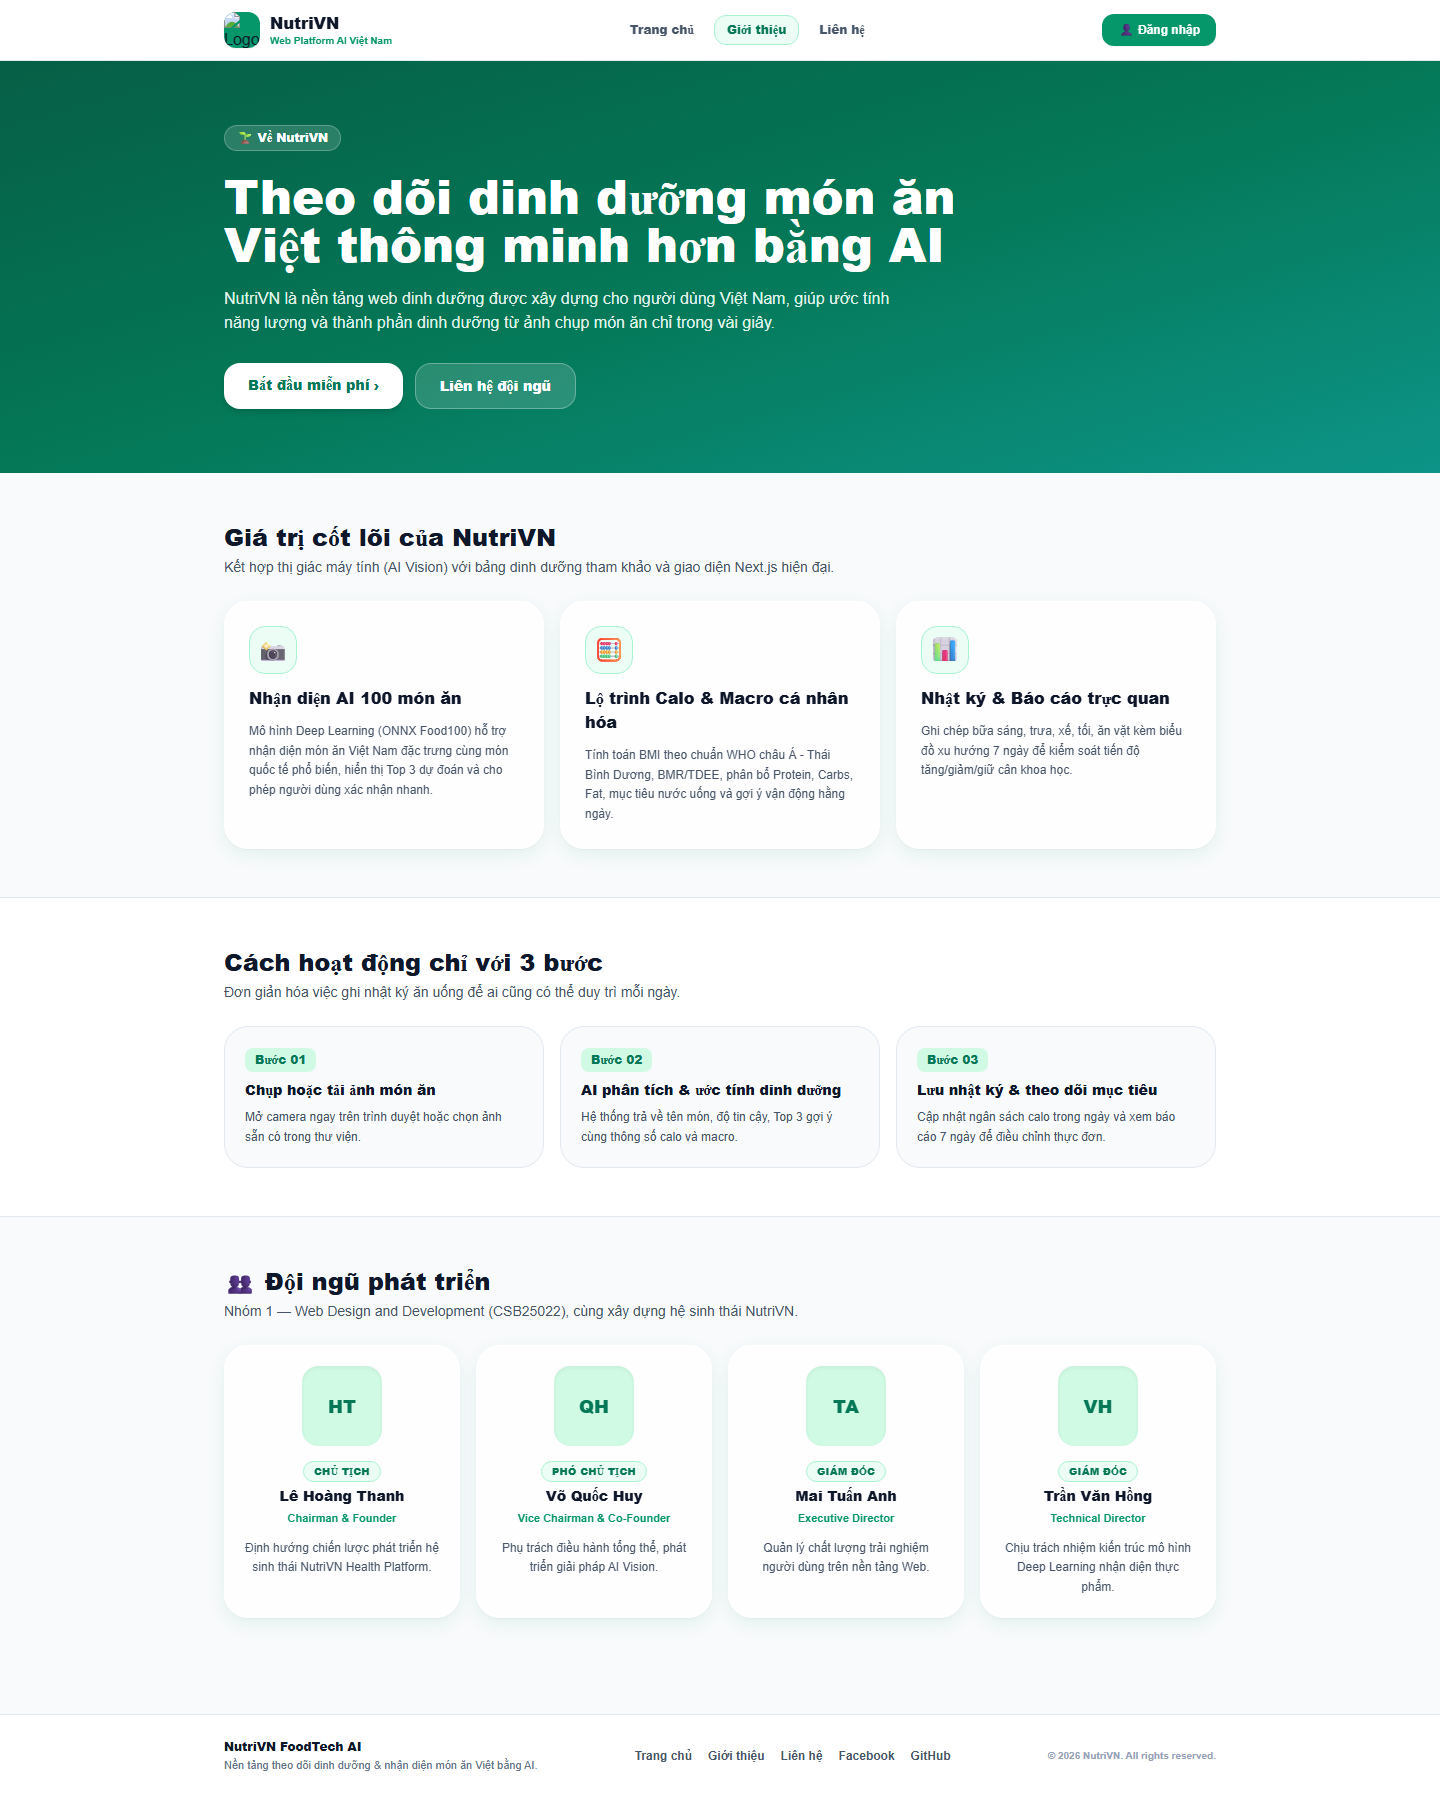 Logo
NutriVN
Web Platform AI Việt Nam
Trang chủ
Giới thiệu
Liên hệ
Đăng nhập
Về NutriVN
Theo dõi dinh dưỡng món ăn
Việt thông minh hơn bằng AI
NutriVN là nền tảng web dinh dưỡng được xây dựng cho người dùng Việt Nam, giúp ước tính
năng lượng và thành phần dinh dưỡng từ ảnh chụp món ăn chỉ trong vài giây.
Bắt đầu miễn phí ›
Liên hệ đội ngũ
Giá trị cốt lõi của NutriVN
Kết hợp thị giác máy tính (AI Vision) với bảng dinh dưỡng tham khảo và giao diện Next.js hiện đại.
Nhận diện AI 100 món ăn
Mô hình Deep Learning (ONNX Food100) hỗ trợ
nhận diện món ăn Việt Nam đặc trưng cùng món
quốc tế phổ biến, hiển thị Top 3 dự đoán và cho
phép người dùng xác nhận nhanh.
Lộ trình Calo & Macro cá nhân
hóa
Tính toán BMI theo chuẩn WHO châu Á - Thái
Bình Dương, BMR/TDEE, phân bổ Protein, Carbs,
Fat, mục tiêu nước uống và gợi ý vận động hằng
ngày.
Nhật ký & Báo cáo trực quan
Ghi chép bữa sáng, trưa, xế, tối, ăn vặt kèm biểu
đồ xu hướng 7 ngày để kiểm soát tiến độ
tăng/giảm/giữ cân khoa học.
Cách hoạt động chỉ với 3 bước
Đơn giản hóa việc ghi nhật ký ăn uống để ai cũng có thể duy trì mỗi ngày.
Bước 01
Chụp hoặc tải ảnh món ăn
Mở camera ngay trên trình duyệt hoặc chọn ảnh
sẵn có trong thư viện.
Bước 02
AI phân tích & ước tính dinh dưỡng
Hệ thống trả về tên món, độ tin cậy, Top 3 gợi ý
cùng thông số calo và macro.
Bước 03
Lưu nhật ký & theo dõi mục tiêu
Cập nhật ngân sách calo trong ngày và xem báo
cáo 7 ngày để điều chỉnh thực đơn.
Đội ngũ phát triển
Nhóm 1 — Web Design and Development (CSB25022), cùng xây dựng hệ sinh thái NutriVN.
HT
CHỦ TỊCH
Lê Hoàng Thanh
Chairman & Founder
Định hướng chiến lược phát triển hệ
sinh thái NutriVN Health Platform.
QH
PHÓ CHỦ TỊCH
Võ Quốc Huy
Vice Chairman & Co-Founder
Phụ trách điều hành tổng thể, phát
triển giải pháp AI Vision.
TA
GIÁM ĐỐC
Mai Tuấn Anh
Executive Director
Quản lý chất lượng trải nghiệm
người dùng trên nền tảng Web.
VH
GIÁM ĐỐC
Trần Văn Hồng
Technical Director
Chịu trách nhiệm kiến trúc mô hình
Deep Learning nhận diện thực
phẩm.
NutriVN FoodTech AI
Nền tảng theo dõi dinh dưỡng & nhận diện món ăn Việt bằng AI.
Trang chủ
Giới thiệu
Liên hệ
Facebook
GitHub
© 2026 NutriVN. All rights reserved.